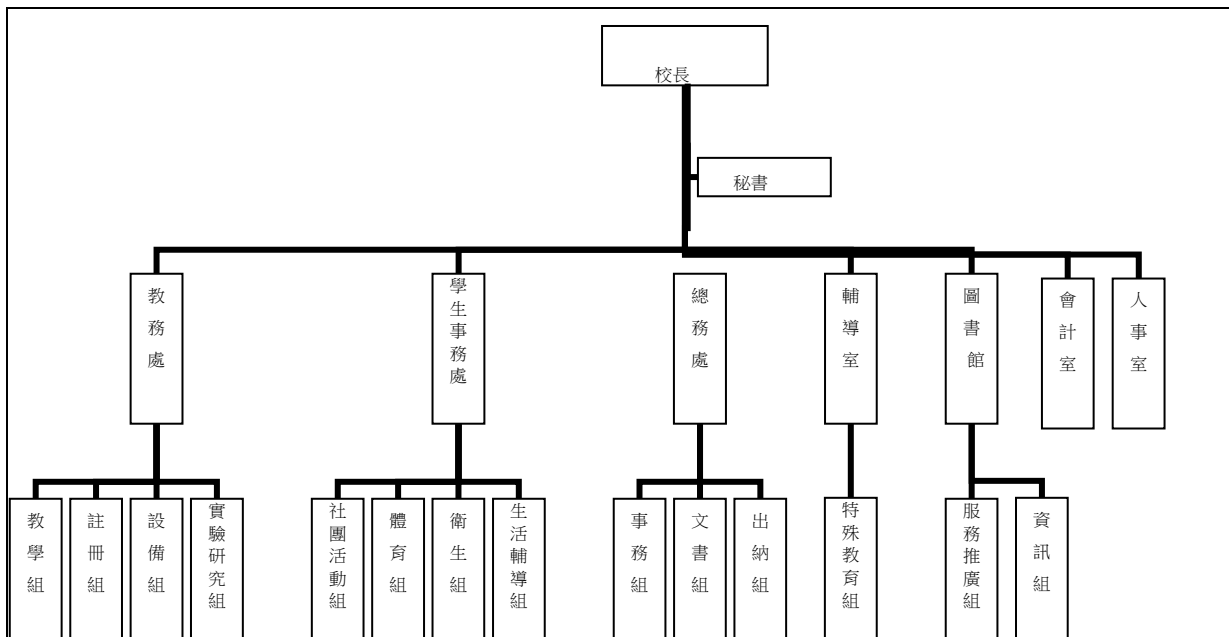 校長
秘書
教務處
學生事務處
總務處
輔導室
圖書館
會計室
人事室
教學組
註冊組
設備組
實驗研究組
社團活動組
體育組
衛生組
生活輔導組
事務組
文書組
出納組
特殊教育組
服務推廣組
資訊組